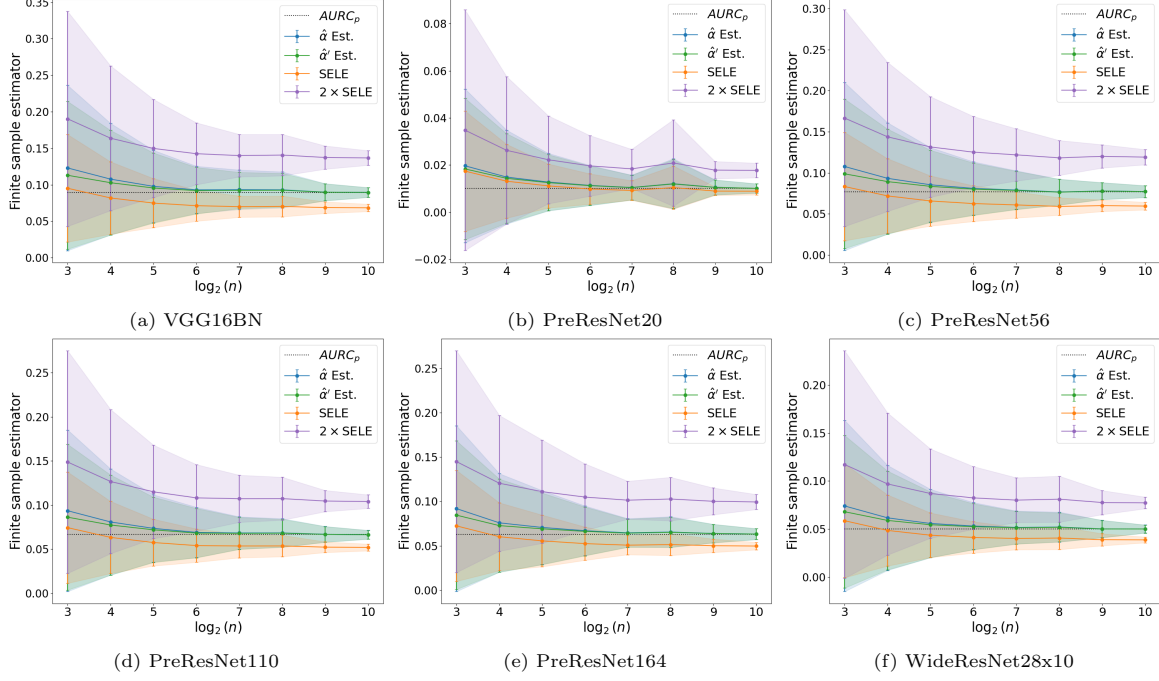 0.35
0.30
0.25
0.20
0.15
0.10
0.05
0.00
Finite sample estimator
AURC_p
α̂ Est.
α̂′ Est.
SELE
2 × SELE
3 4 5 6 7 8 9 10
log₂ (n)
(a) VGG16BN
0.08
0.06
0.04
0.02
0.00
−0.02
Finite sample estimator
AURC_p
α̂ Est.
α̂′ Est.
SELE
2 × SELE
3 4 5 6 7 8 9 10
log₂ (n)
(b) PreResNet20
0.30
0.25
0.20
0.15
0.10
0.05
0.00
Finite sample estimator
AURC_p
α̂ Est.
α̂′ Est.
SELE
2 × SELE
3 4 5 6 7 8 9 10
log₂ (n)
(c) PreResNet56
0.25
0.20
0.15
0.10
0.05
0.00
Finite sample estimator
AURC_p
α̂ Est.
α̂′ Est.
SELE
2 × SELE
3 4 5 6 7 8 9 10
log₂ (n)
(d) PreResNet110
0.25
0.20
0.15
0.10
0.05
0.00
Finite sample estimator
AURC_p
α̂ Est.
α̂′ Est.
SELE
2 × SELE
3 4 5 6 7 8 9 10
log₂ (n)
(e) PreResNet164
0.20
0.15
0.10
0.05
0.00
Finite sample estimator
AURC_p
α̂ Est.
α̂′ Est.
SELE
2 × SELE
3 4 5 6 7 8 9 10
log₂ (n)
(f) WideResNet28x10